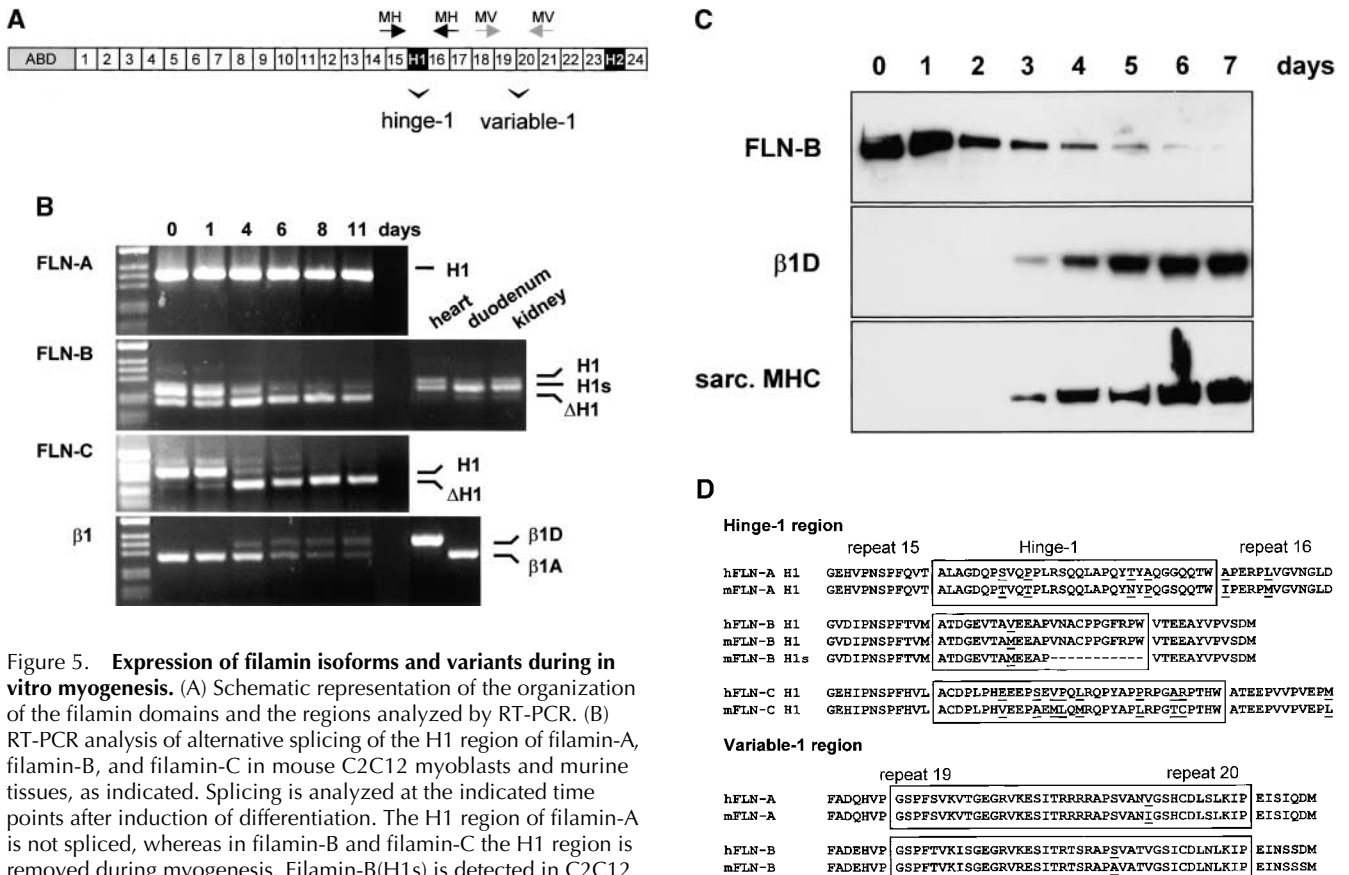 A
MH MH MV MV
ABD 1 2 3 4 5 6 7 8 9 10 11 12 13 14 15 H1 16 17 18 19 20 21 22 23 H2 24
hinge-1 variable-1
B
0 1 4 6 8 11 days
FLN-A
H1
heart duodenum kidney
FLN-B
H1
H1s
ΔH1
FLN-C
H1
ΔH1
β1
β1D
β1A
Figure 5. Expression of filamin isoforms and variants during in
vitro myogenesis. (A) Schematic representation of the organization
of the filamin domains and the regions analyzed by RT-PCR. (B)
RT-PCR analysis of alternative splicing of the H1 region of filamin-A,
filamin-B, and filamin-C in mouse C2C12 myoblasts and murine
tissues, as indicated. Splicing is analyzed at the indicated time
points after induction of differentiation. The H1 region of filamin-A
is not spliced, whereas in filamin-B and filamin-C the H1 region is
removed during myogenesis. Filamin-B(H1s) is detected in C2C12
C
0 1 2 3 4 5 6 7 days
FLN-B
β1D
sarc. MHC
D
Hinge-1 region
repeat 15 Hinge-1 repeat 16
hFLN-A H1 GEHVPNSPFQVT ALAGDQPSVQPPLRSQQLAPQYTYAQGGQQTW APERPLVGVNGLD
mFLN-A H1 GEHVPNSPFQVT ALAGDQPTVQTPLRSQQLAPQYNYPQGSQQTW IPERPMVGVNGLD
hFLN-B H1 GVDIPNSPFTVM ATDGEVTAVEEAPVNACPPGFRPW VTEEAYVPVSDM
mFLN-B H1 GVDIPNSPFTVM ATDGEVTAMEEAPVNACPPGFRPW VTEEAYVPVSDM
mFLN-B H1s GVDIPNSPFTVM ATDGEVTAMEEAP----------- VTEEAYVPVSDM
hFLN-C H1 GEHIPNSPFHVL ACDPLPHEEEPSEVPQLRQPYAPPRPGARPTHW ATEEPVVPVEPM
mFLN-C H1 GEHIPNSPFHVL ACDPLPHVEEPAEMLQMRQPYAPLRPGTCPTHW ATEEPVVPVEPL
Variable-1 region
repeat 19 repeat 20
hFLN-A FADQHVP GSPFSVKVTGEGRVKESITRRRRAPSVANVGSHCDLSLKIP EISIQDM
mFLN-A FADQHVP GSPFSVKVTGEGRVKESITRRRRAPSVANVGSHCDLSLKIP EISIQDM
hFLN-B FADEHVP GSPFTVKISGEGRVKESITRTSRAPSVATVGSICDLNLKIP EINSSDM
mFLN-B FADEHVP GSPFTVKISGEGRVRESITRTSRAPAVATVGSICDLNLKIP EINSSDM